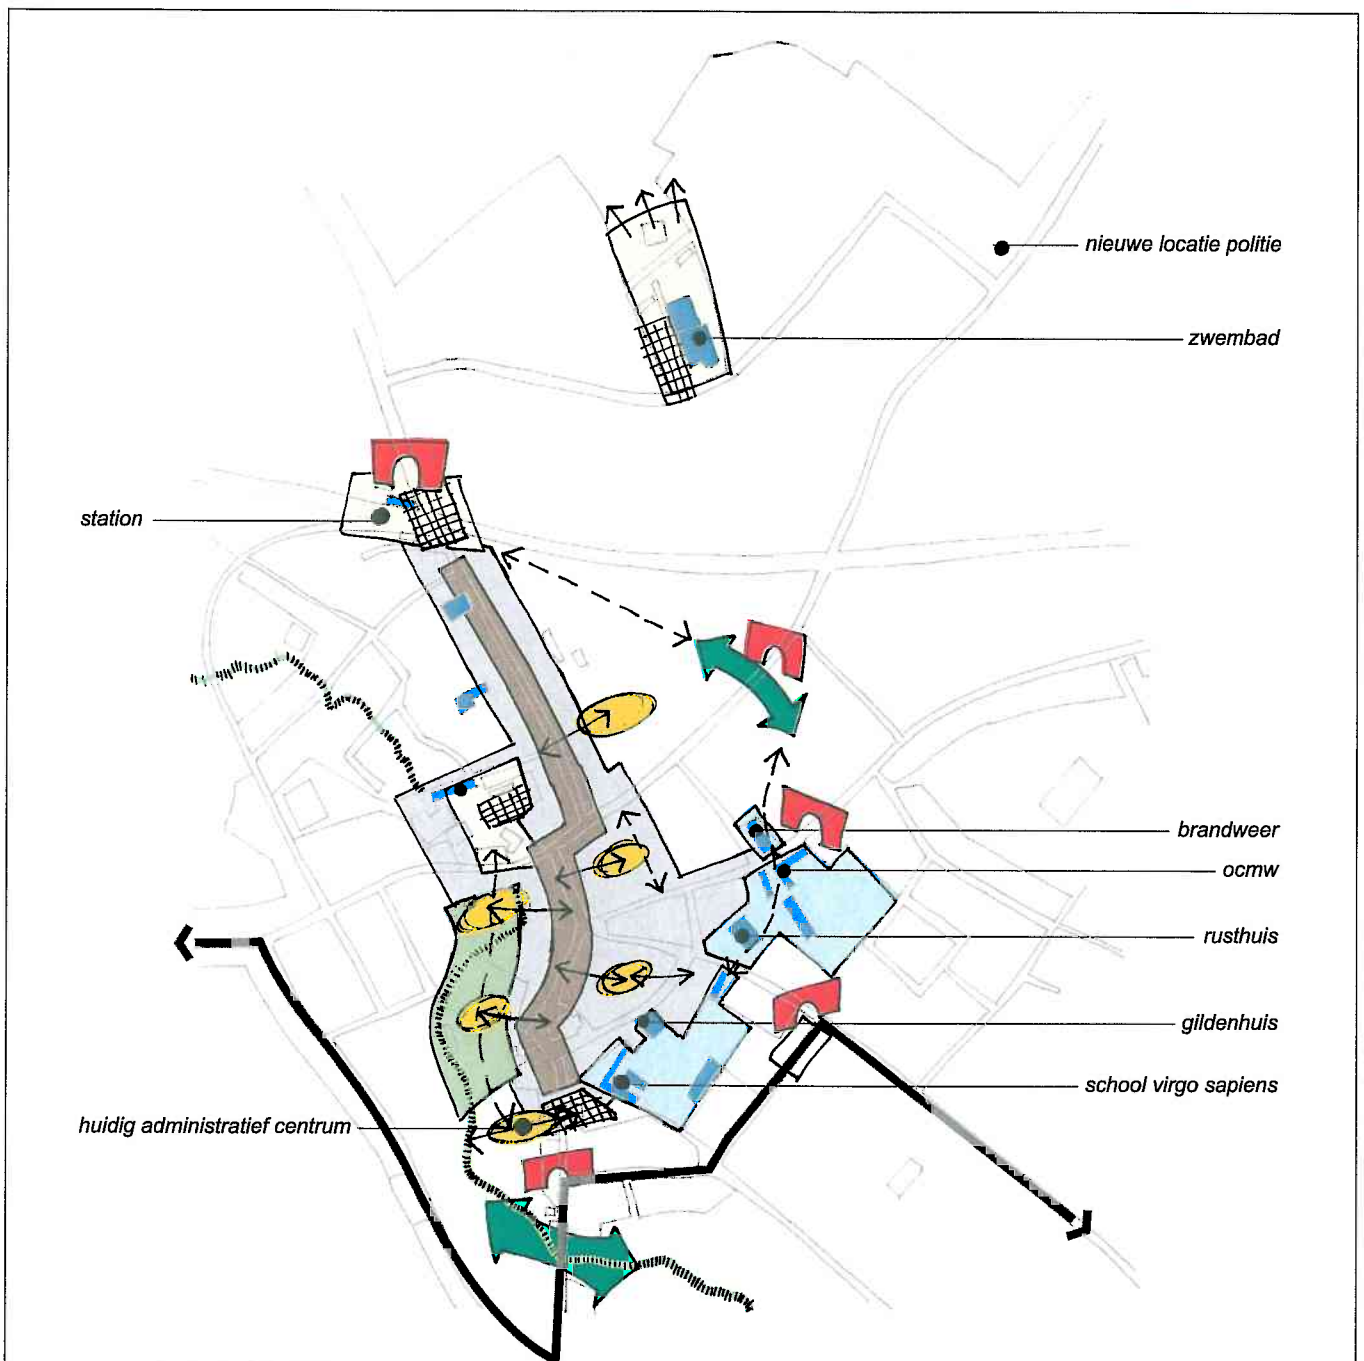 nieuwe locatie politie
zwembad
station
brandweer
ocmw
rusthuis
gildenhuis
school virgo sapiens
huidig administratief centrum